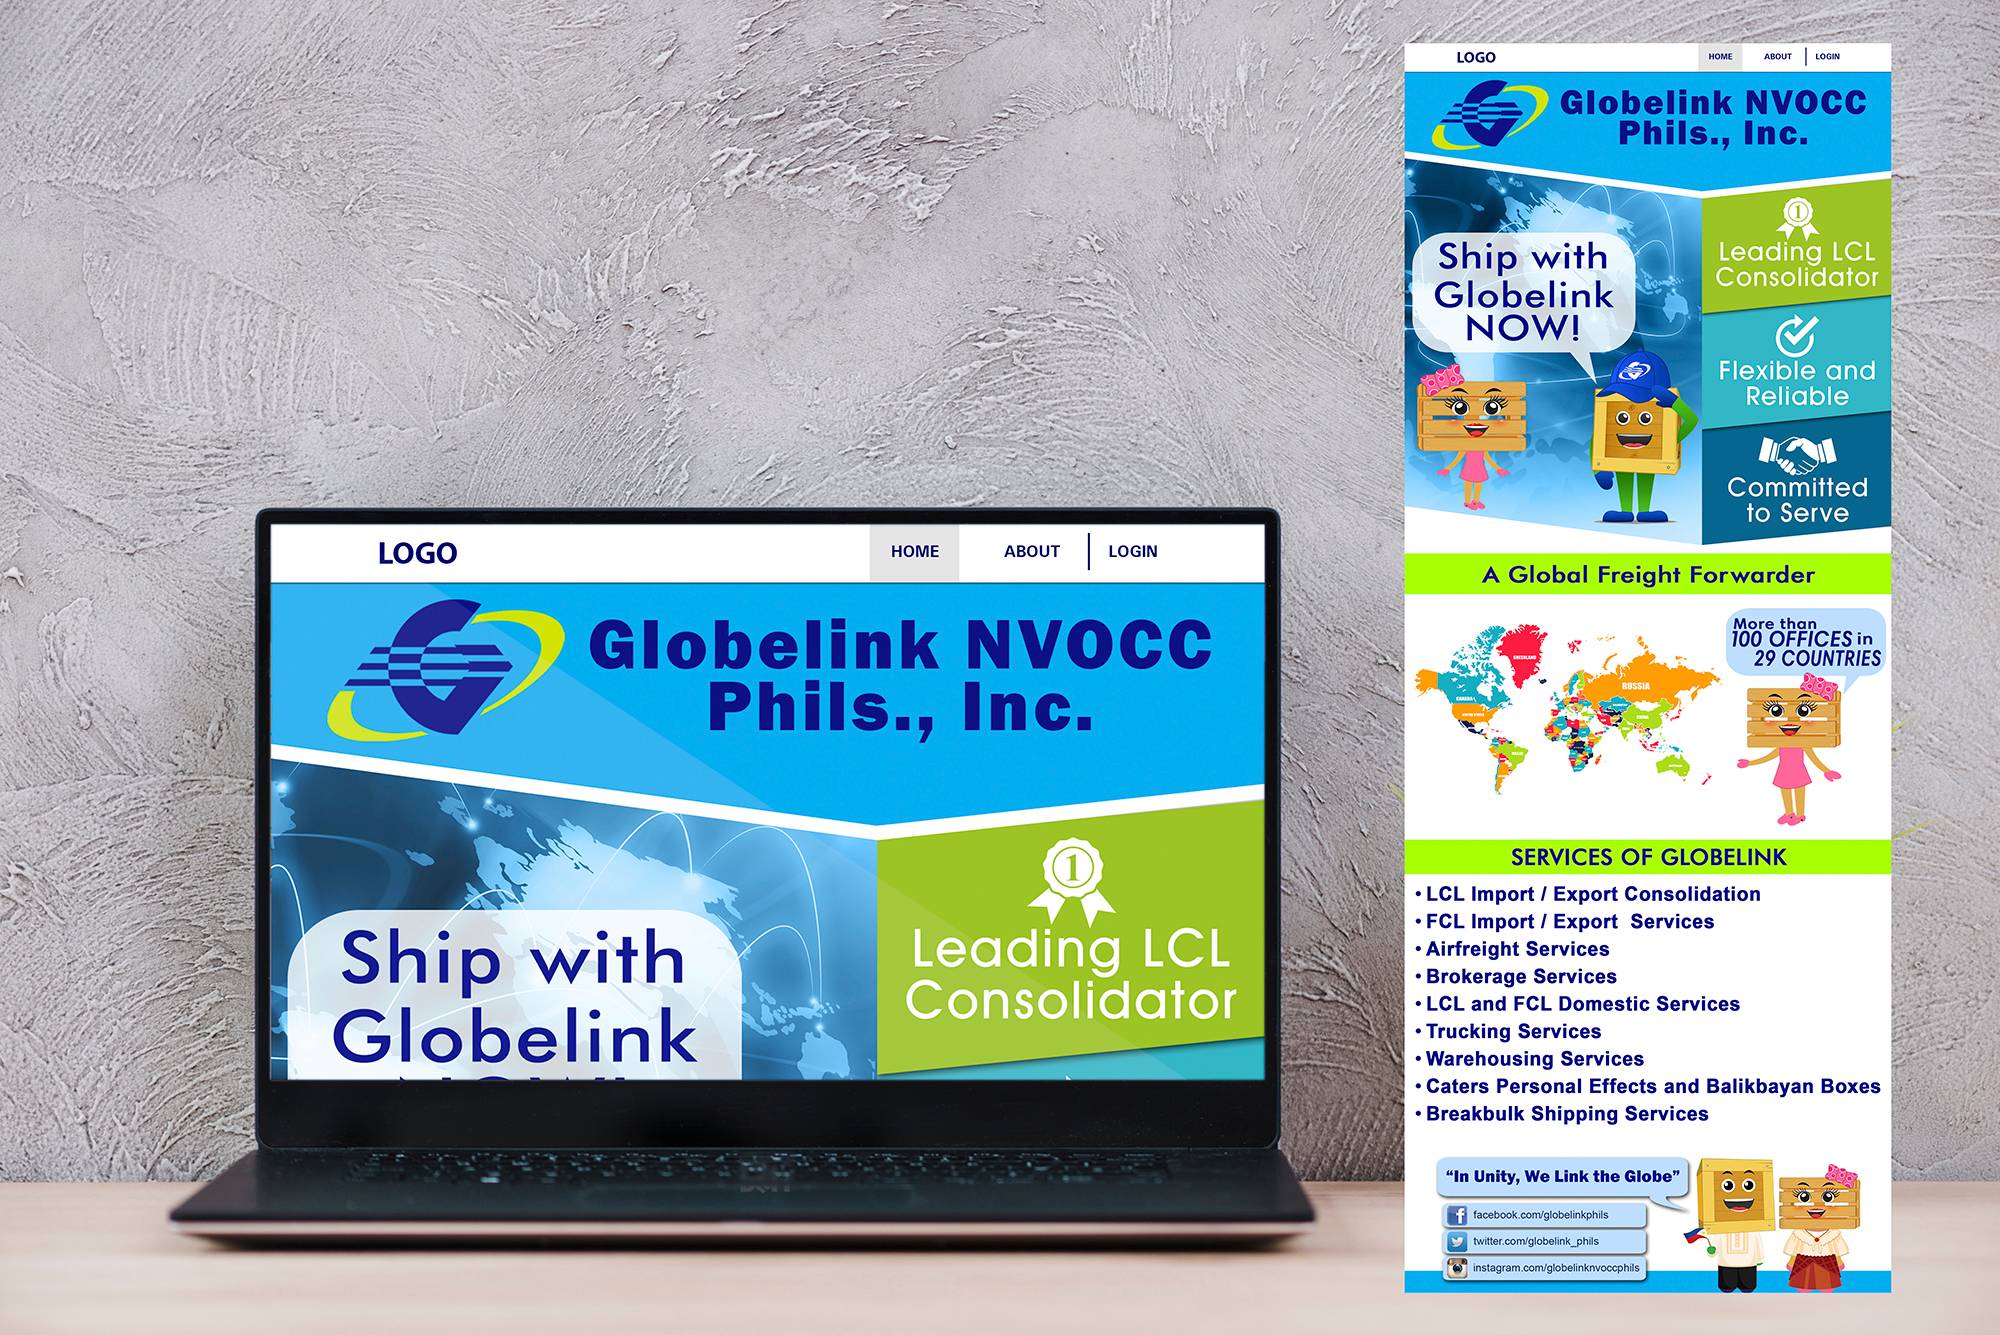 LOGO
HOME
ABOUT
LOGIN
Globelink NVOCC
Phils., Inc.
Ship with
Globelink
1
Leading LCL
Consolidator
LOGO
HOME
ABOUT
LOGIN
Globelink NVOCC
Phils., Inc.
Ship with
Globelink
NOW!
1
Leading LCL
Consolidator
Flexible and
Reliable
Committed
to Serve
A Global Freight Forwarder
More than
100 OFFICES in
29 COUNTRIES
GREENLAND
CANADA
RUSSIA
SERVICES OF GLOBELINK
• LCL Import / Export Consolidation
• FCL Import / Export  Services
• Airfreight Services
• Brokerage Services
• LCL and FCL Domestic Services
• Trucking Services
• Warehousing Services
• Caters Personal Effects and Balikbayan Boxes
• Breakbulk Shipping Services
“In Unity, We Link the Globe”
facebook.com/globelinkphils
twitter.com/globelink_phils
instagram.com/globelinknvoccphils